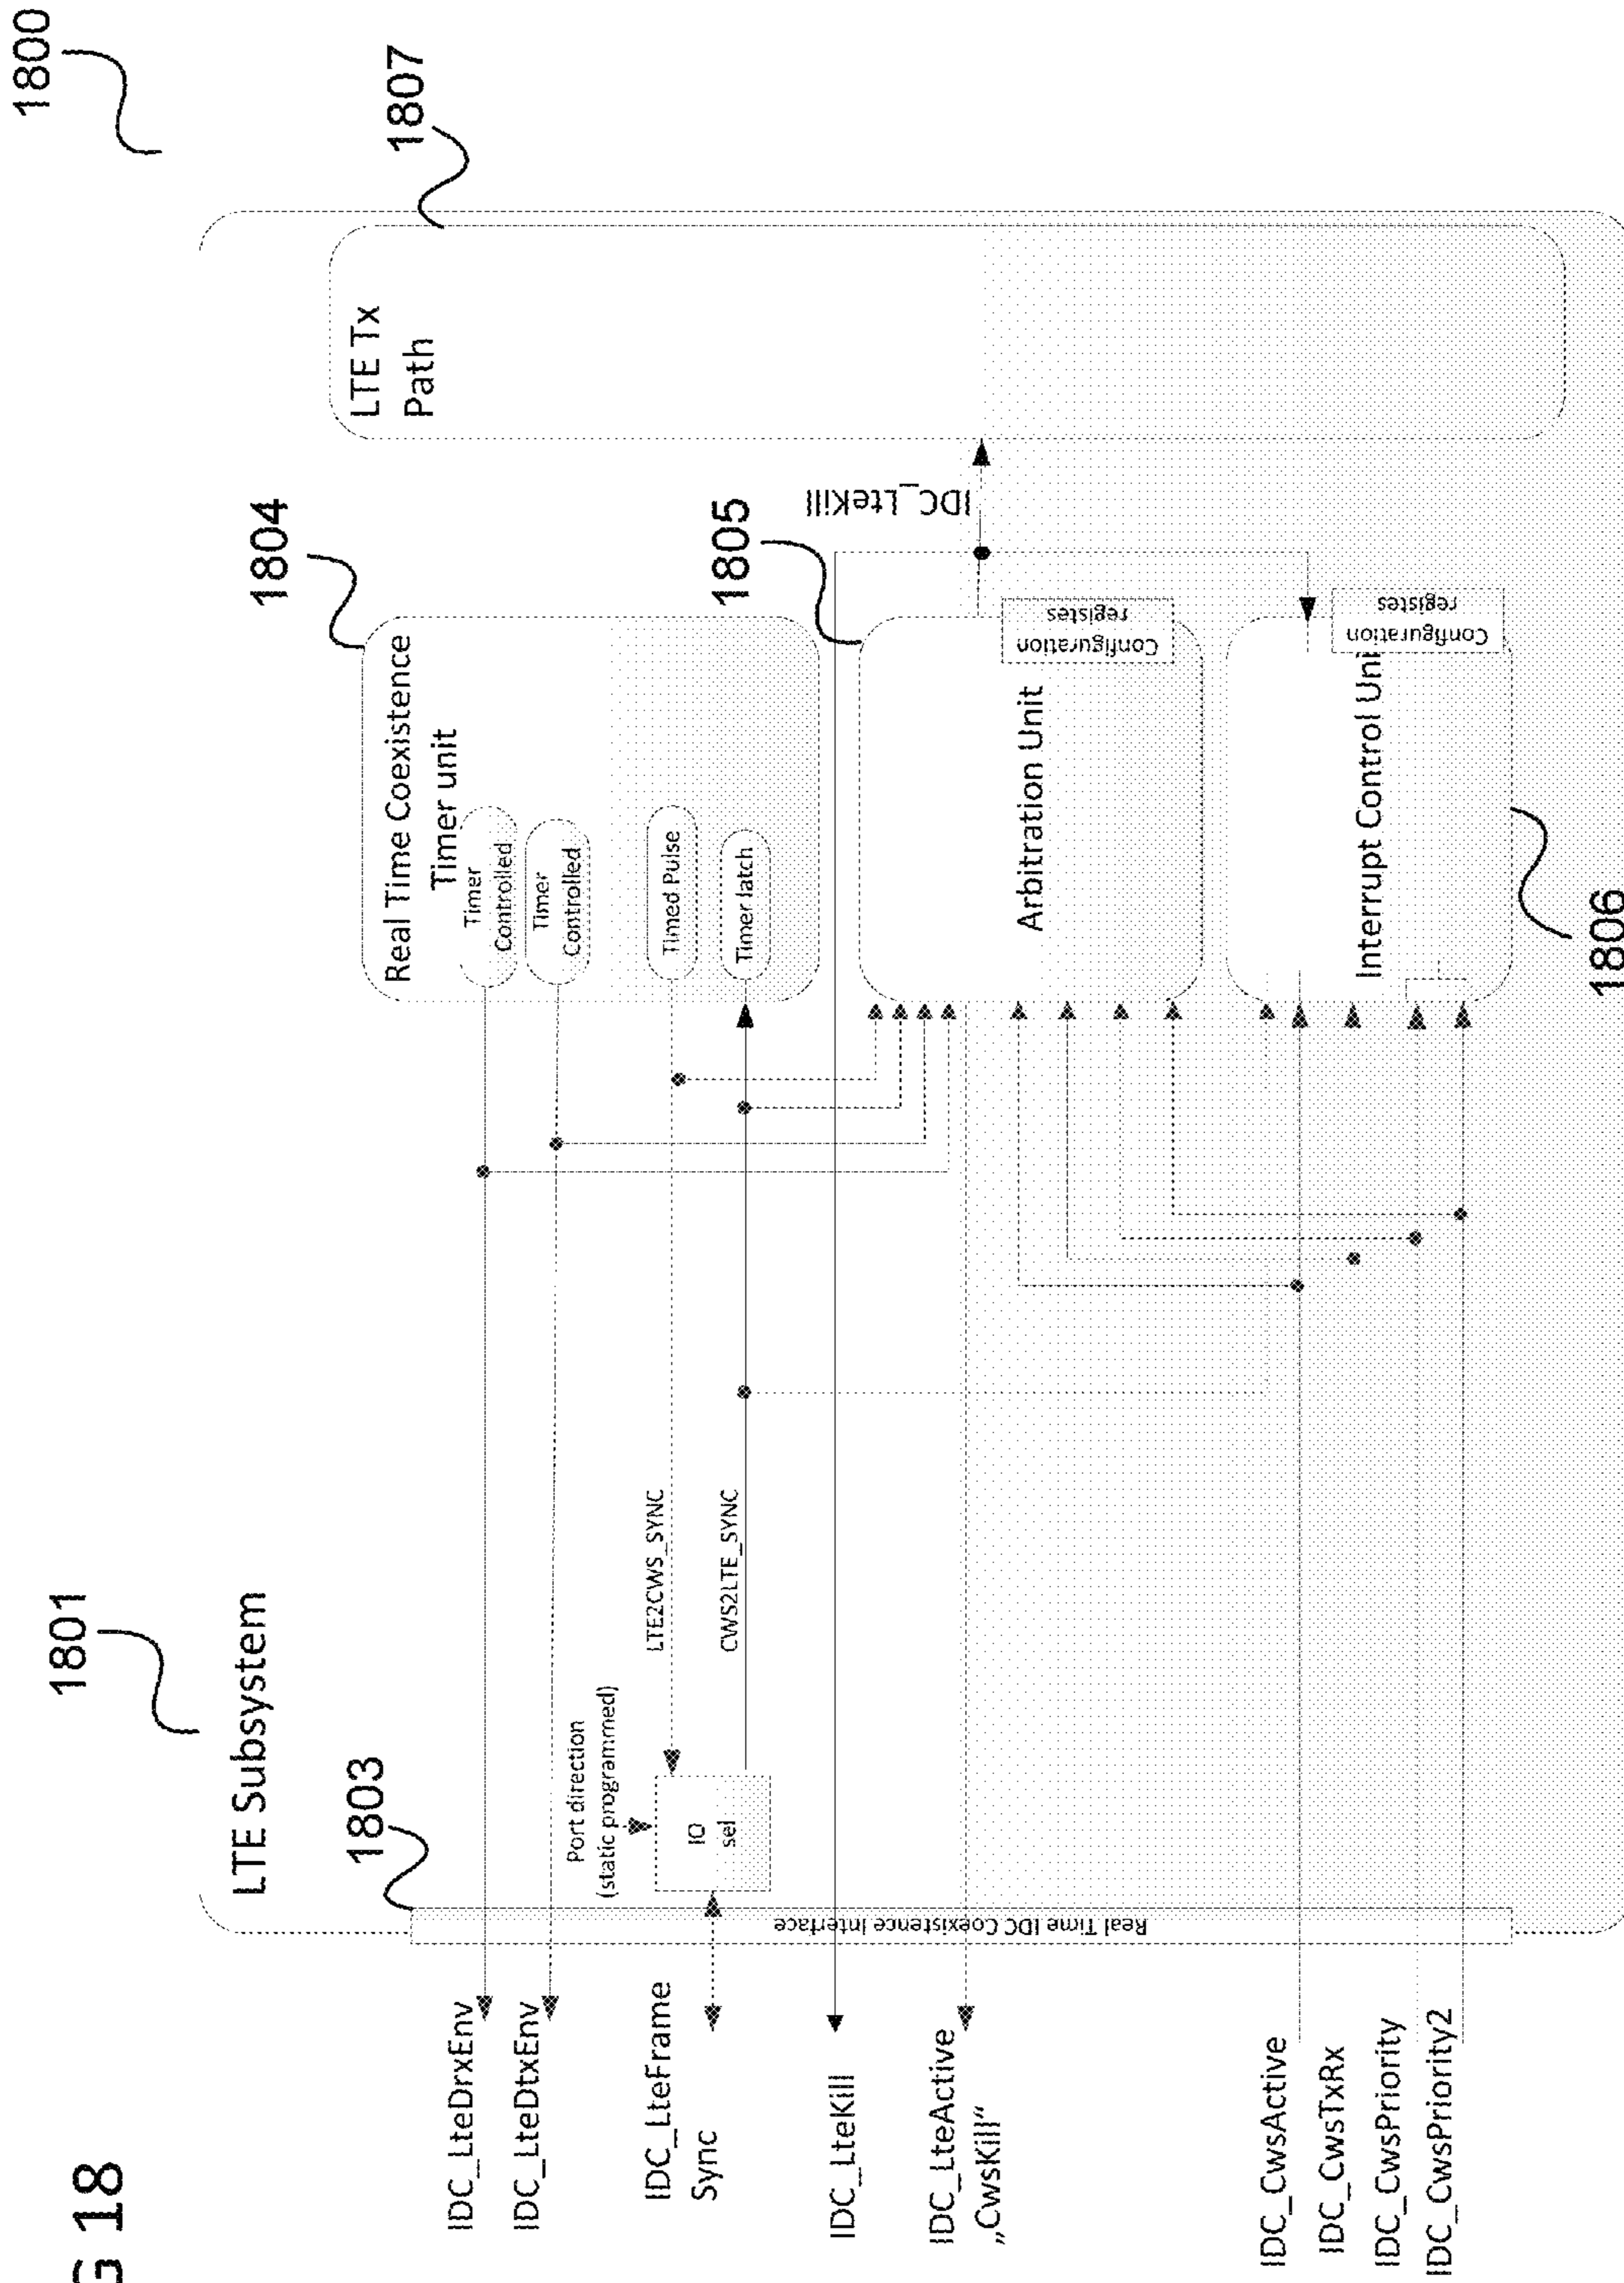 G 18
1800
1801
LTE Subsystem
1803
1804
1805
1806
1807
IDC_LteDrxEnv
IDC_LteDtxEnv
IDC_LteFrame
Sync
IDC_LteKill
IDC_LteActive
„CwsKill“
IDC_CwsActive
IDC_CwsTxRx
IDC_CwsPriority
IDC_CwsPriority2
Real Time IDC Coexistence Interface
Port direction
(static programmed)
IO
sel
LTE2CWS_SYNC
CWS2LTE_SYNC
Real Time Coexistence
Timer unit
Timer
Controlled
Timer
Controlled
Timed Pulse
Timer latch
Arbitration Unit
Configuration
registes
Interrupt Control Uni
Configuration
registes
IDC_LteKill
LTE Tx
Path